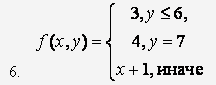 3, y ≤ 6,
f(x, y) = { 4, y = 7
6. x + 1, иначе